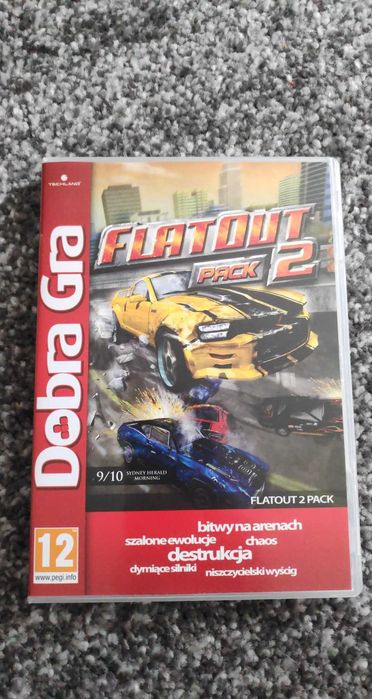 TECHLAND
Dobra Gra
FLATOUT
PACK 2
9/10 SYDNEY HERALD
MORNING
FLATOUT 2 PACK
bitwy na arenach
szalone ewolucje chaos
destrukcja
dymiące silniki niszczycielski wyścig
12
www.pegi.info